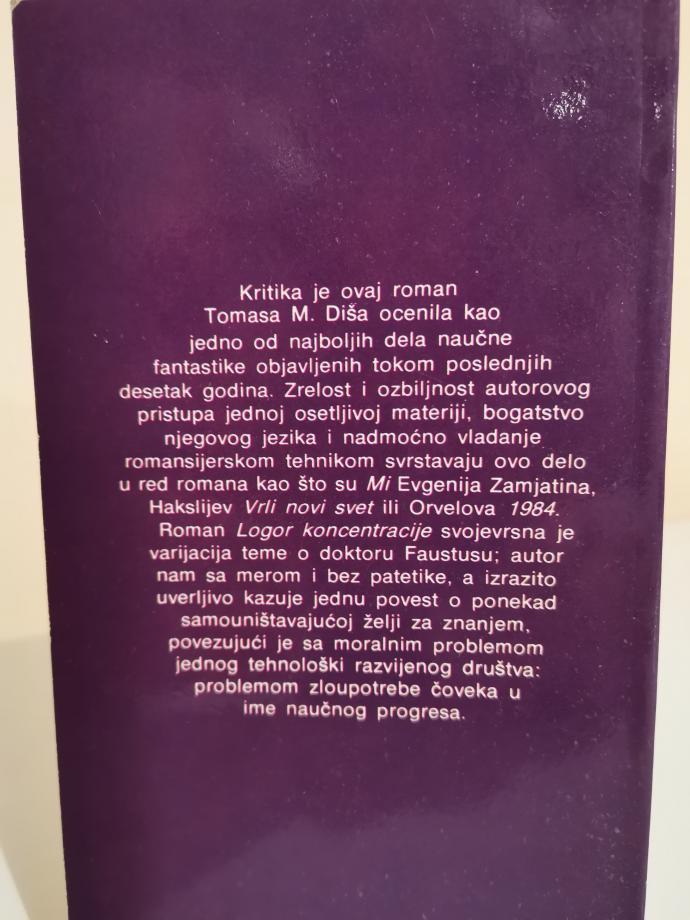 Kritika je ovaj roman
Tomasa M. Diša ocenila kao
jedno od najboljih dela naučne
fantastike objavljenih tokom poslednjih
desetak godina. Zrelost i ozbiljnost autorovog
pristupa jednoj osetljivoj materiji, bogatstvo
njegovog jezika i nadmoćno vladanje
romansijerskom tehnikom svrstavaju ovo delo
u red romana kao što su Mi Evgenija Zamjatina,
Hakslijev Vrli novi svet ili Orvelova 1984.
Roman Logor koncentracije svojevrsna je
varijacija teme o doktoru Faustusu; autor
nam sa merom i bez patetike, a izrazito
uverljivo kazuje jednu povest o ponekad
samouništavajućoj želji za znanjem,
povezujući je sa moralnim problemom
jednog tehnološki razvijenog društva:
problemom zloupotrebe čoveka u
ime naučnog progresa.